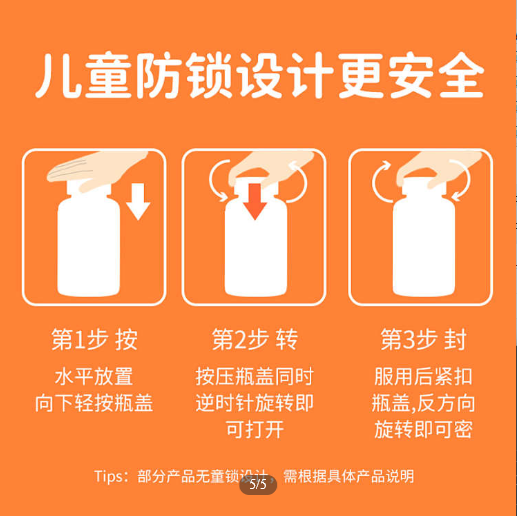 儿童防锁设计更安全
第1步 按
水平放置
向下轻按瓶盖
第2步 转
按压瓶盖同时
逆时针旋转即
可打开
第3步 封
服用后紧扣
瓶盖,反方向
旋转即可密
Tips：部分产品无童锁设计，需根据具体产品说明
5/5